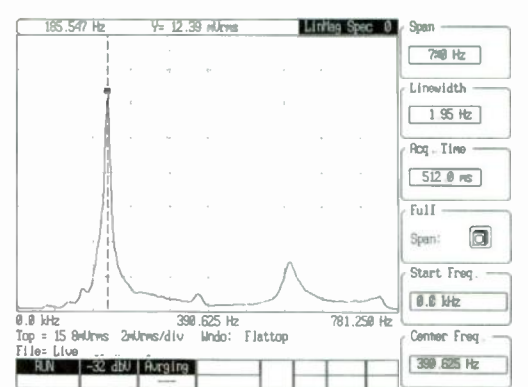 185.547 Hz Y= 12.39 mVrms LinMag Spec 0
Span
Hz
Linewidth
1 95 Hz
Acq. Time
512.0 ms
Full
Span:
Start Freq.
0.0 kHz
Center Freq.
390.625 Hz
0.0 kHz 390.625 Hz 781.250 Hz
Top = 15 8mVrms 2mVrms/div Wndo: Flattop
File= Live
RUN -32 dbV Avrging